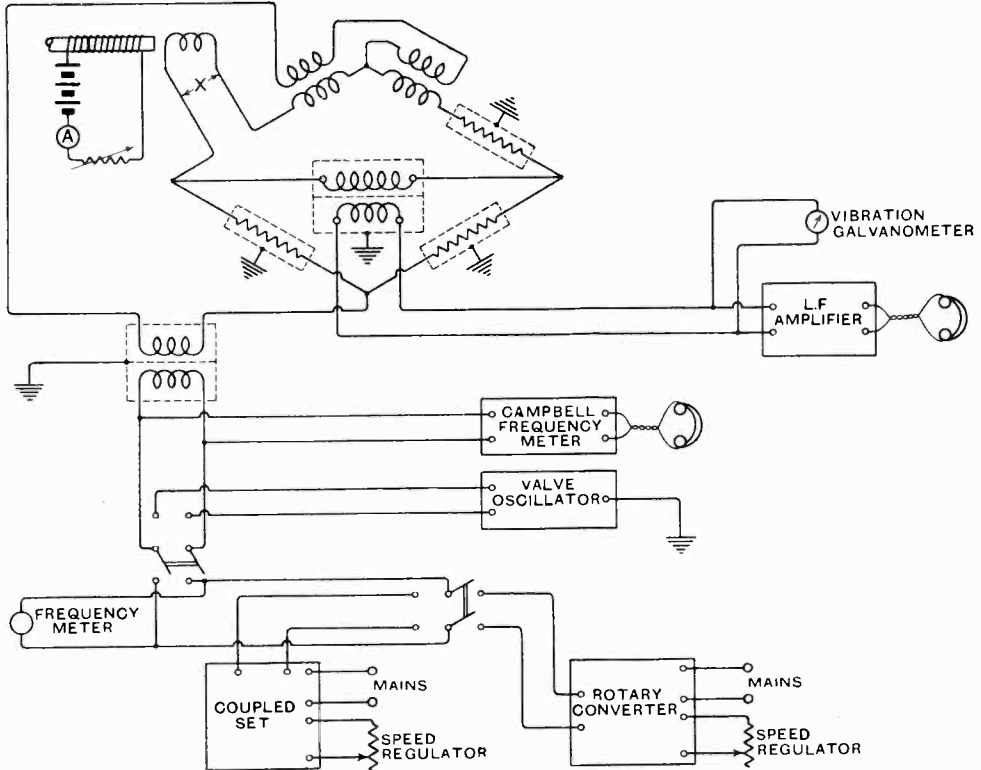 X
A
VIBRATION
GALVANOMETER
L.F
AMPLIFIER
CAMPBELL
FREQUENCY
METER
VALVE
OSCILLATOR
FREQUENCY
METER
COUPLED
SET
MAINS
SPEED
REGULATOR
ROTARY
CONVERTER
MAINS
SPEED
REGULATOR